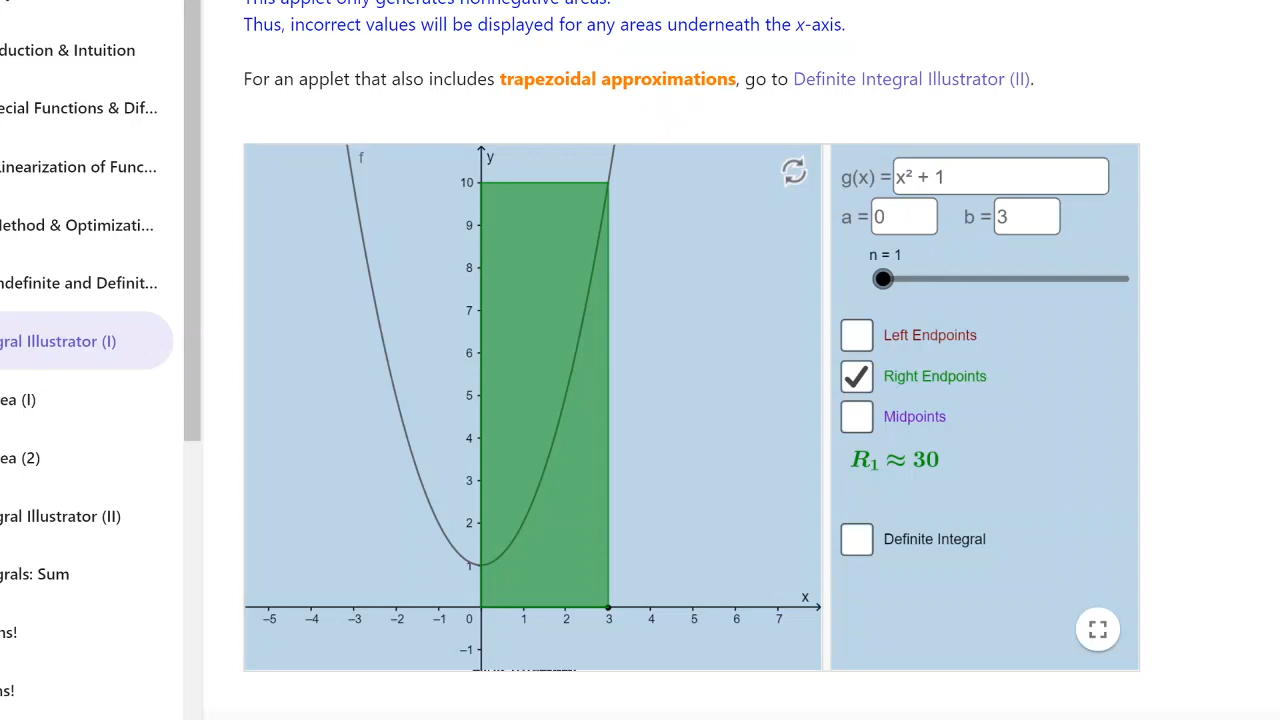 This applet only generates nonnegative areas.
Thus, incorrect values will be displayed for any areas underneath the x-axis.
For an applet that also includes trapezoidal approximations, go to Definite Integral Illustrator (II).
duction & Intuition
ecial Functions & Dif...
Linearization of Func...
Method & Optimizati...
ndefinite and Definit...
gral Illustrator (I)
ea (I)
ea (2)
gral Illustrator (II)
grals: Sum
ns!
ns!
f
y
10
9
8
7
6
5
4
3
2
1
−1
−5 −4 −3 −2 −1 0 1 2 3 4 5 6 7
x
g(x) = x² + 1
a = 0 b = 3
n = 1
Left Endpoints
Right Endpoints
Midpoints
R₁ ≈ 30
Definite Integral